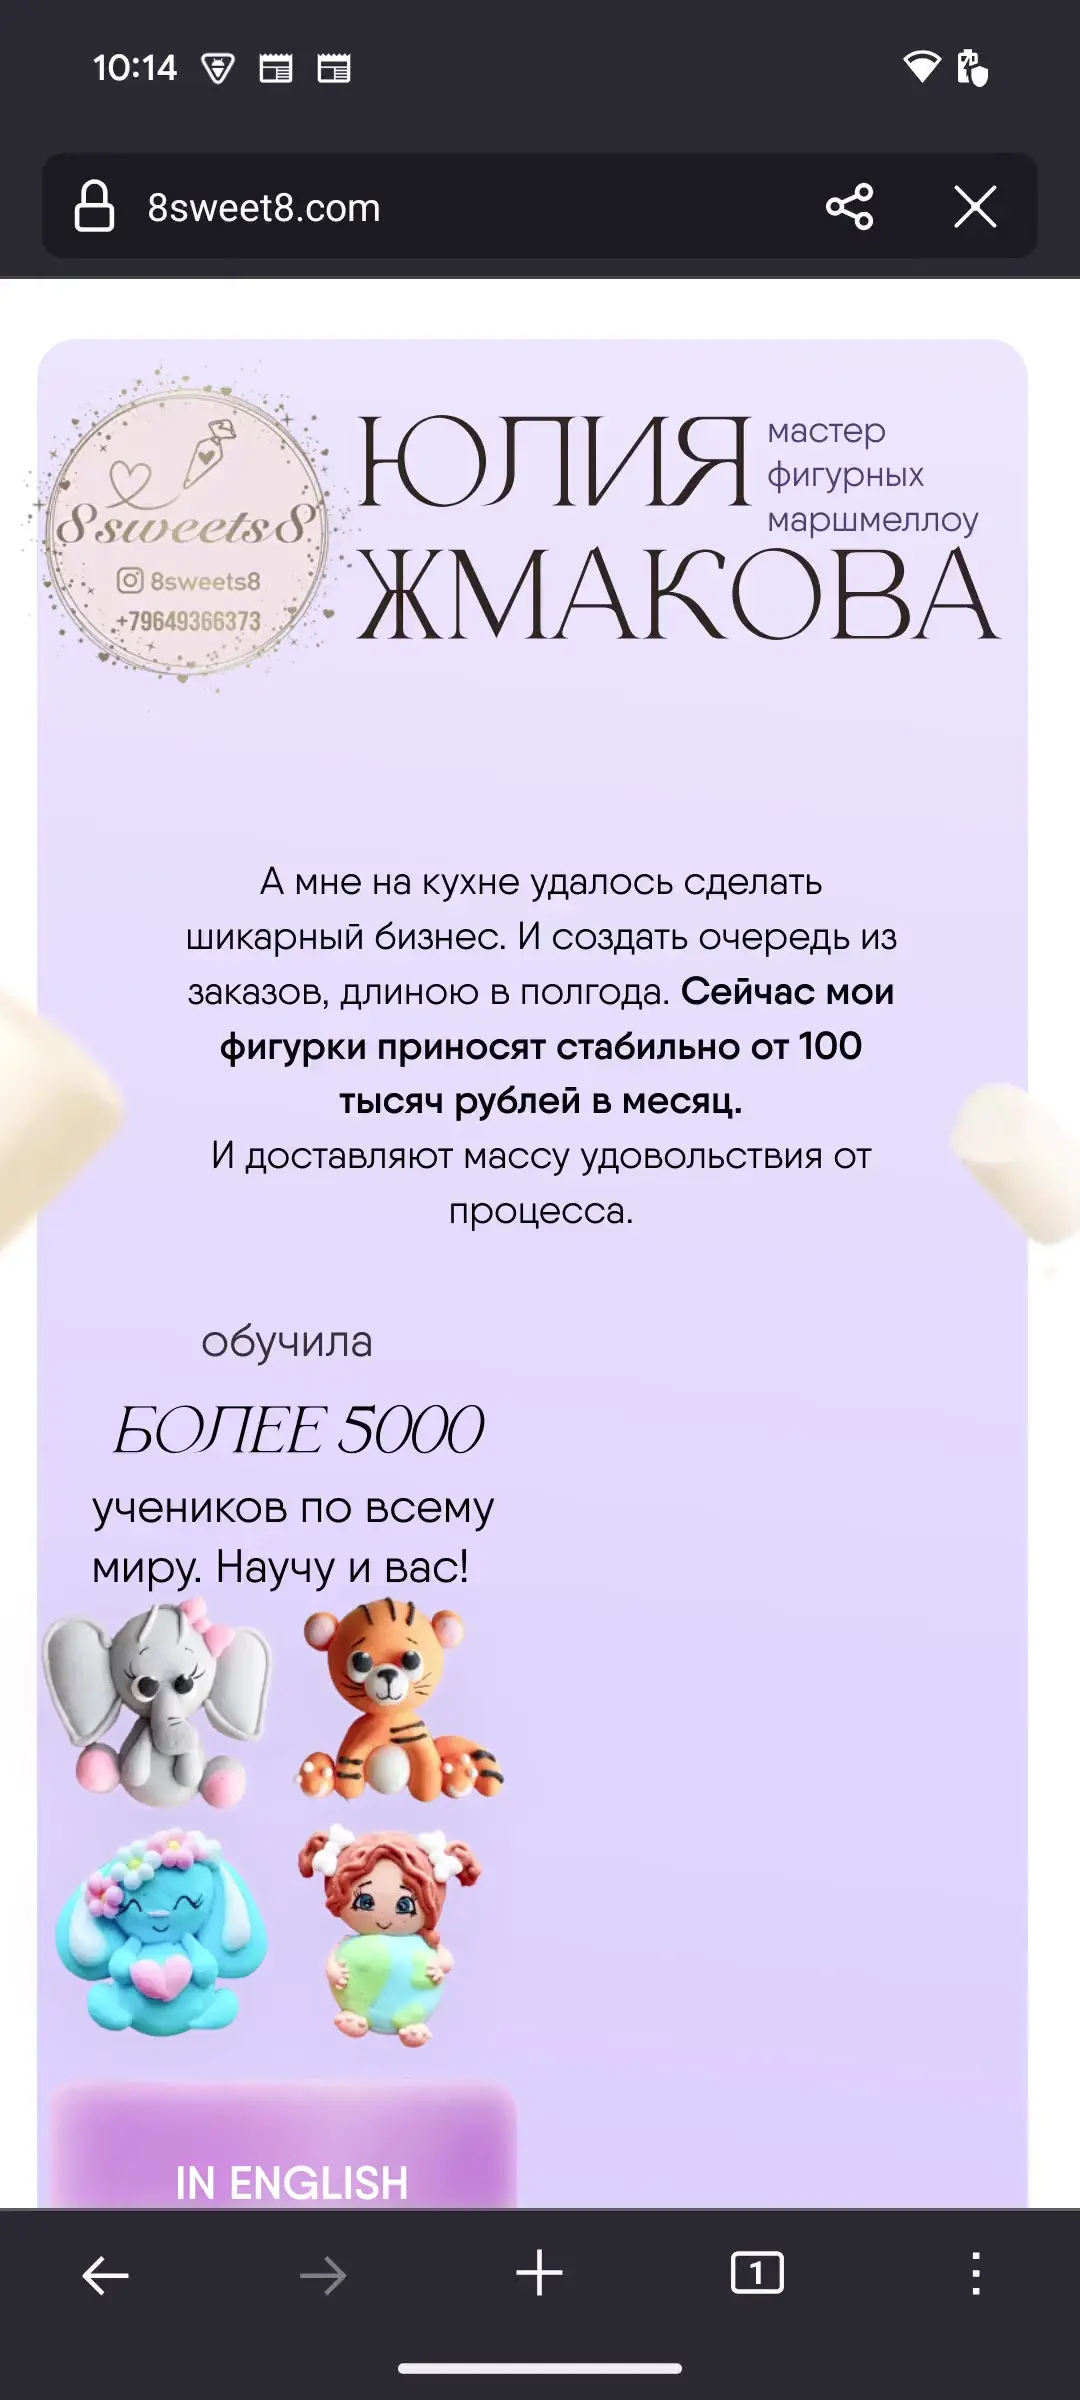 10:14
8sweet8.com
8sweets8
8sweets8
+79649366373
ЮЛИЯ
ЖМАКОВА
мастер
фигурных
маршмеллоу
А мне на кухне удалось сделать
шикарный бизнес. И создать очередь из
заказов, длиною в полгода. Сейчас мои
фигурки приносят стабильно от 100
тысяч рублей в месяц.
И доставляют массу удовольствия от
процесса.
обучила
БОЛЕЕ 5000
учеников по всему
миру. Научу и вас!
IN ENGLISH
1